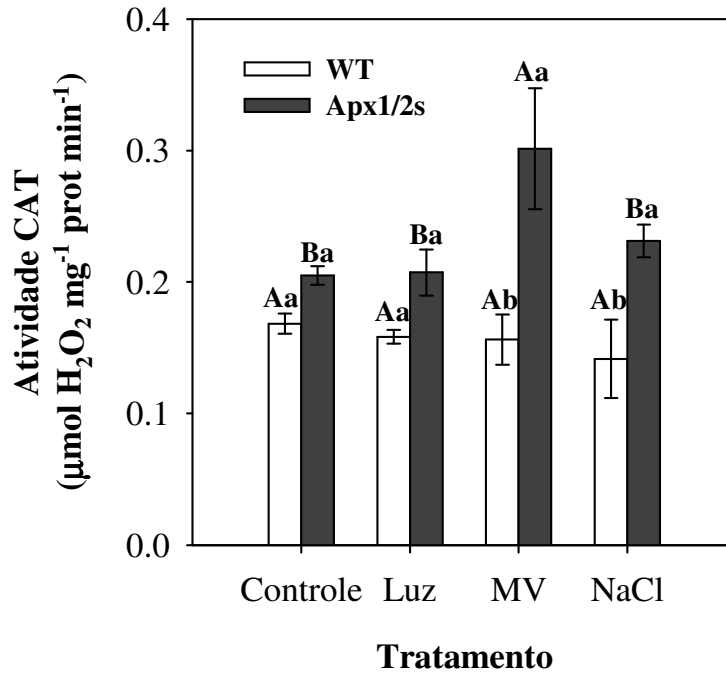 0.4
0.3
0.2
0.1
0.0
Atividade CAT
(µmol H₂O₂ mg⁻¹ prot min⁻¹)
WT
Apx1/2s
Aa
Ba
Aa
Ba
Ab
Aa
Ab
Ba
Controle
Luz
MV
NaCl
Tratamento